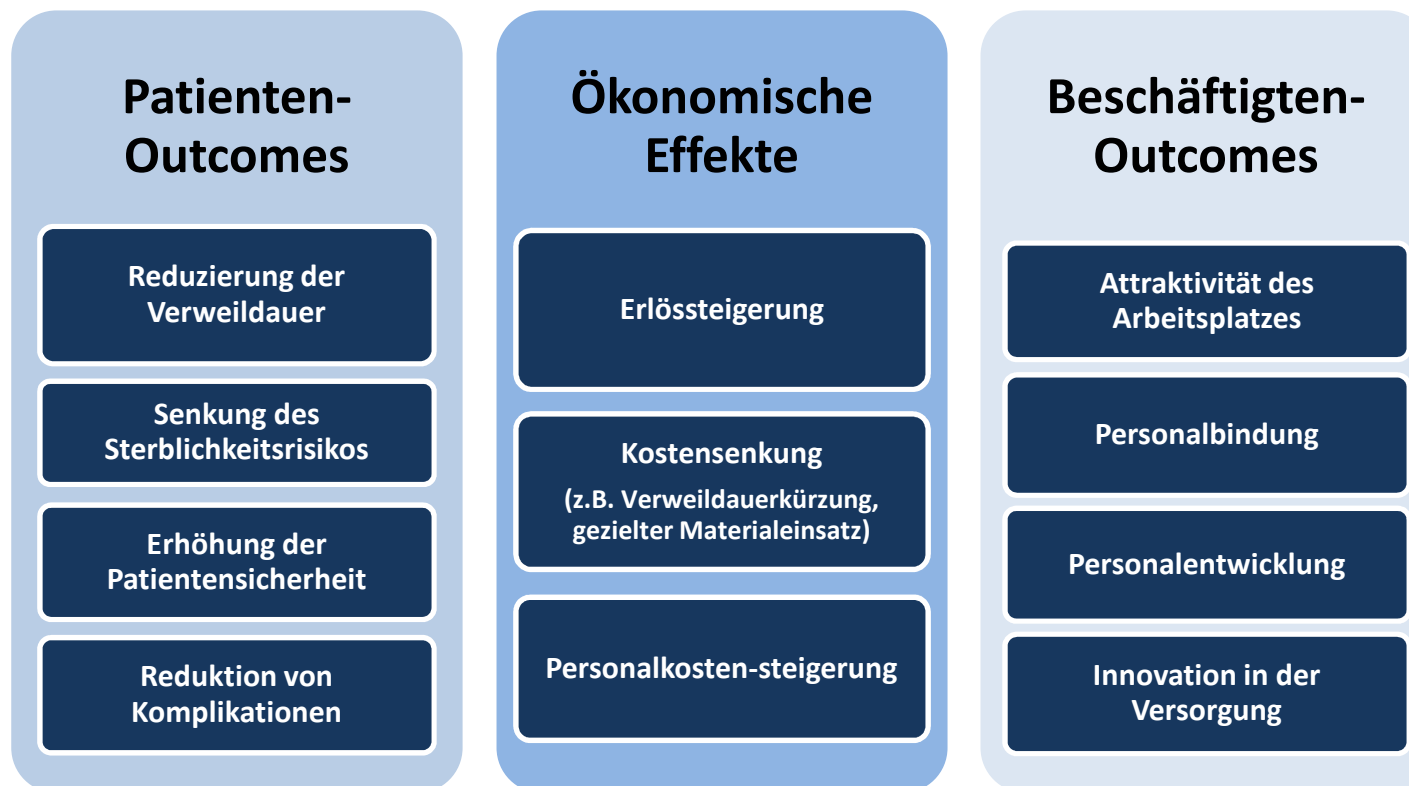 Patienten-
Outcomes
Reduzierung der
Verweildauer
Senkung des
Sterblichkeitsrisikos
Erhöhung der
Patientensicherheit
Reduktion von
Komplikationen
Ökonomische
Effekte
Erlössteigerung
Kostensenkung
(z.B. Verweildauerkürzung,
gezielter Materialeinsatz)
Personalkosten-steigerung
Beschäftigten-
Outcomes
Attraktivität des
Arbeitsplatzes
Personalbindung
Personalentwicklung
Innovation in der
Versorgung